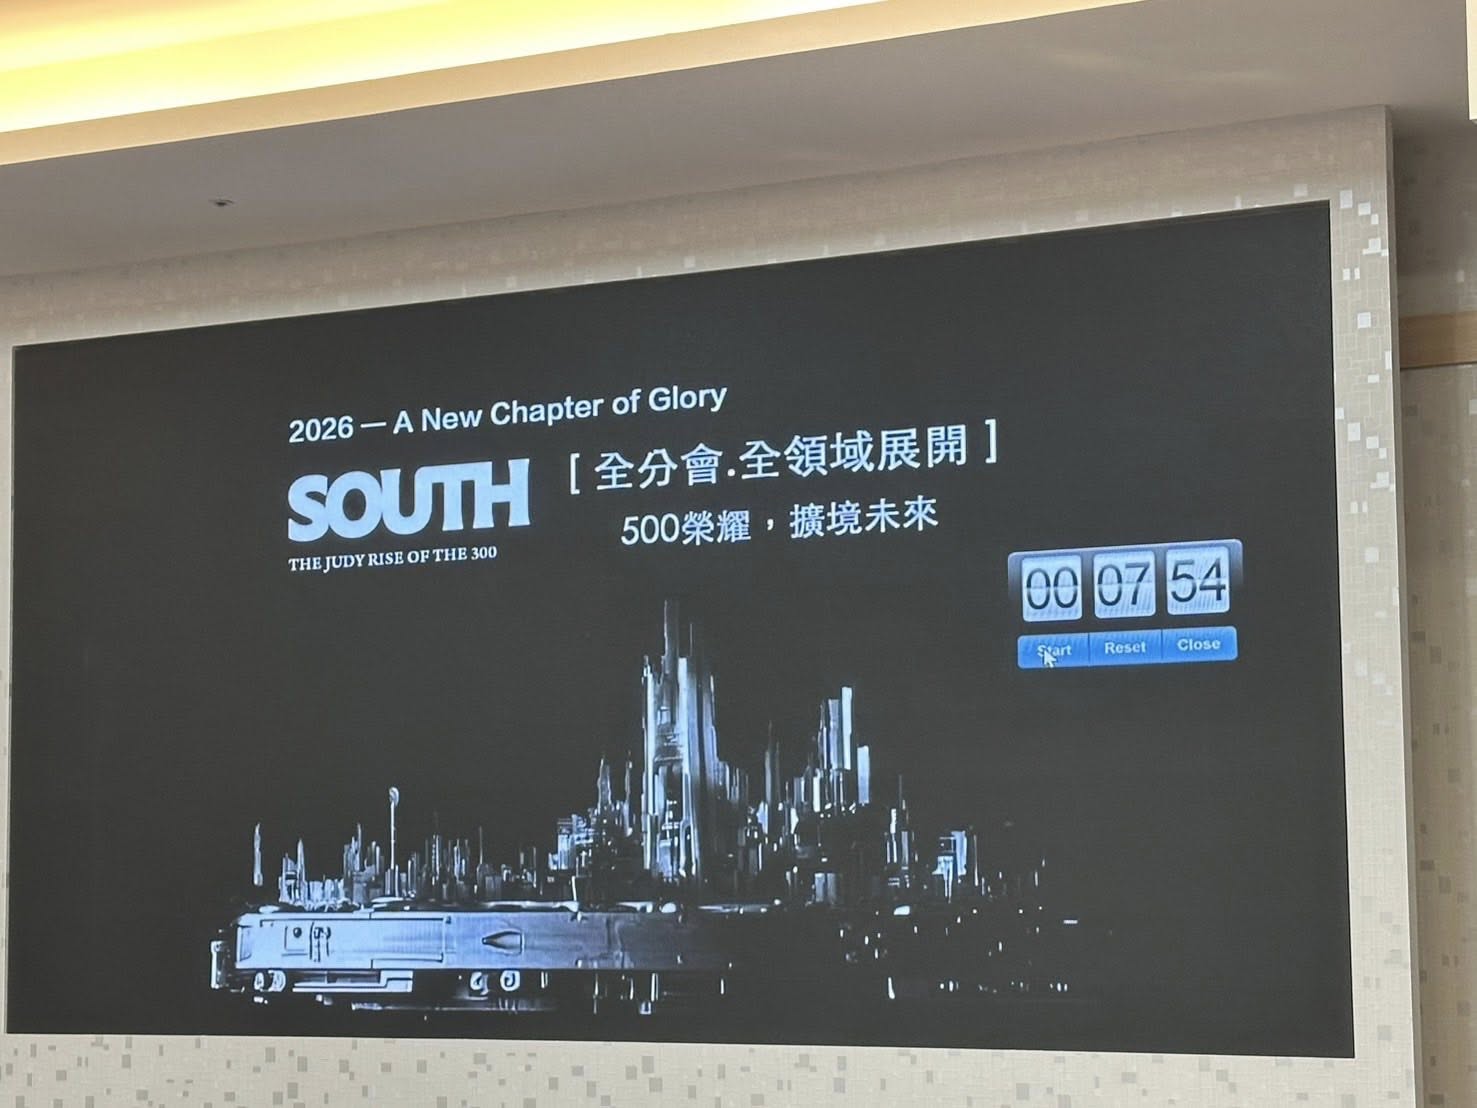 2026 — A New Chapter of Glory
SOUTH
THE JUDY RISE OF THE 300
[ 全分會.全領域展開 ]
500榮耀，擴境未來
00 07 54
Start Reset Close